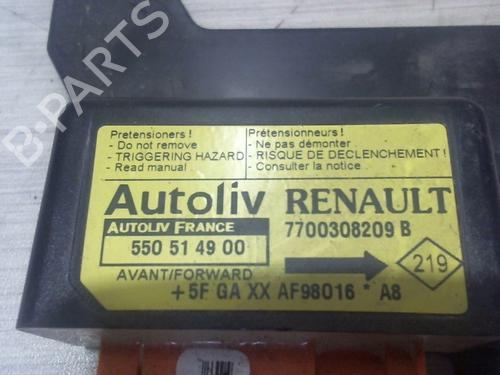 B-PARTS
Pretensioners !
- Do not remove
- TRIGGERING HAZARD
- Read manual
Prétensionneurs !
- Ne pas démonter
- RISQUE DE DECLENCHEMENT !
- Consulter la notice
Autoliv
AUTOLIV FRANCE
550 51 49 00
AVANT/FORWARD
RENAULT
7700308209 B
219
+5F GA XX AF98016 * A8